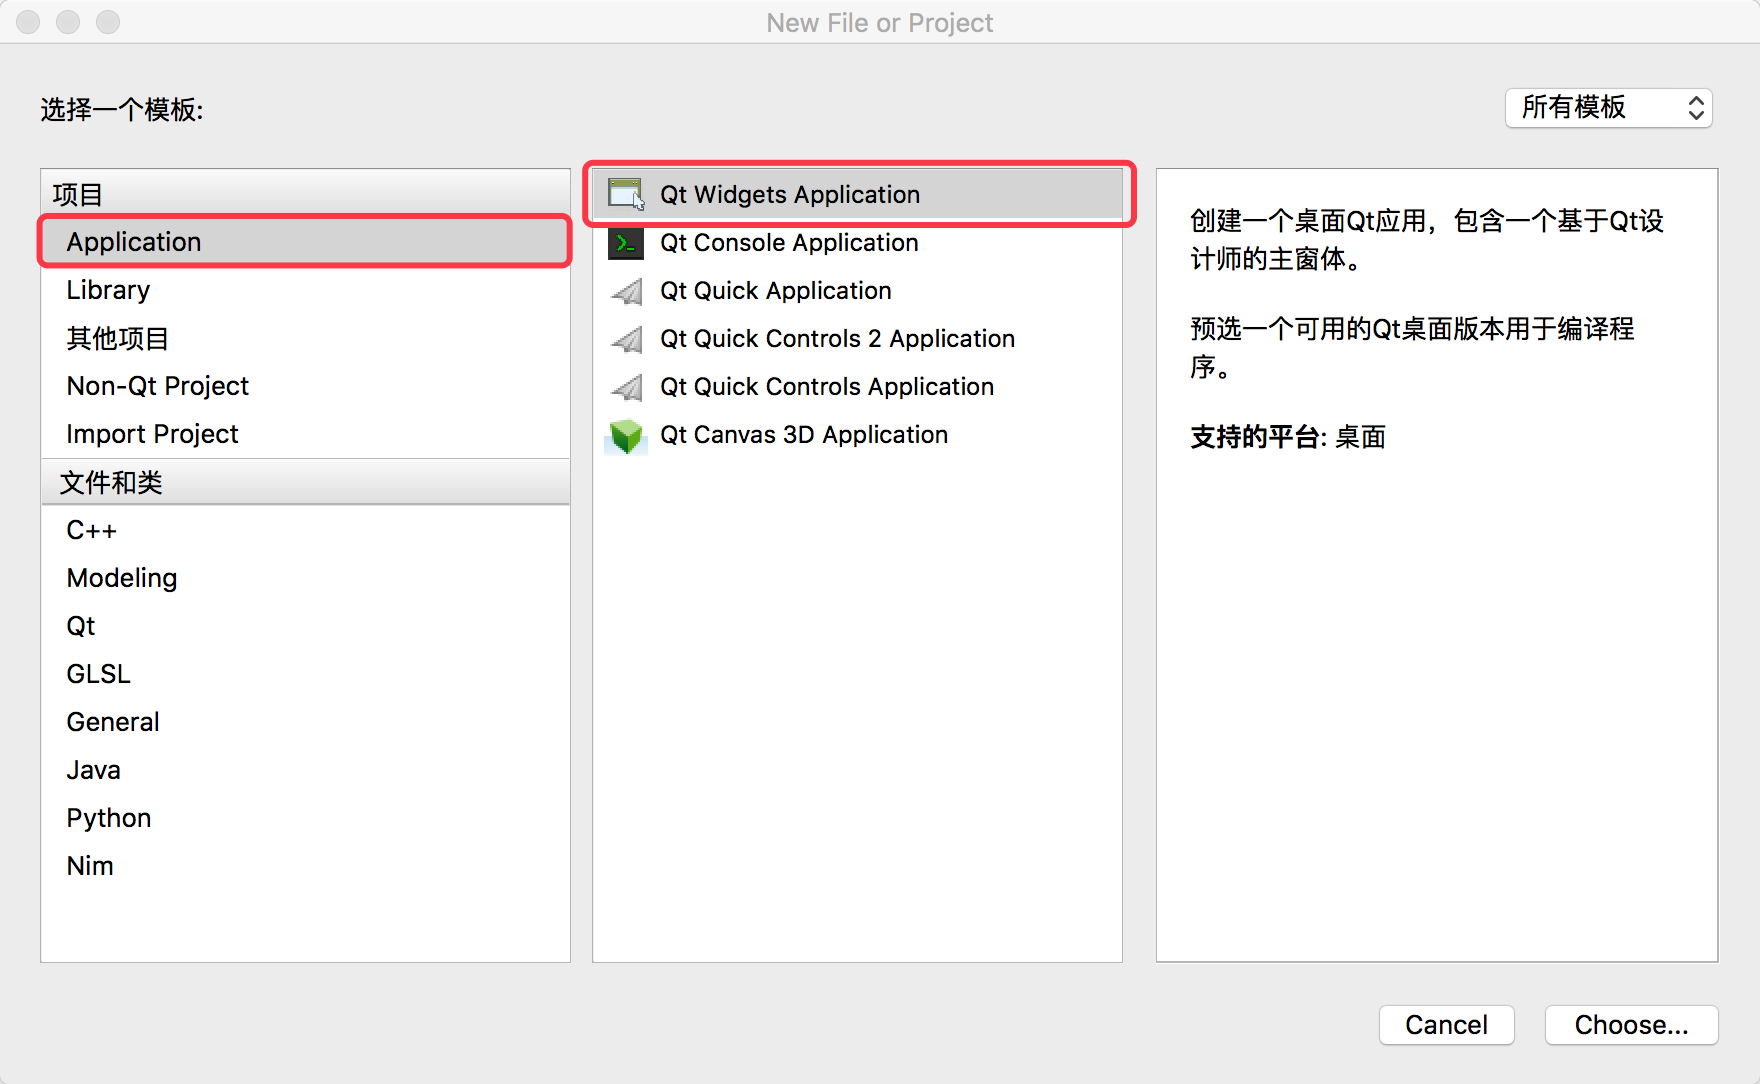 New File or Project
选择一个模板:
所有模板
项目
Application
Library
其他项目
Non-Qt Project
Import Project
文件和类
C++
Modeling
Qt
GLSL
General
Java
Python
Nim
Qt Widgets Application
Qt Console Application
Qt Quick Application
Qt Quick Controls 2 Application
Qt Quick Controls Application
Qt Canvas 3D Application
创建一个桌面Qt应用，包含一个基于Qt设
计师的主窗体。
预选一个可用的Qt桌面版本用于编译程
序。
支持的平台: 桌面
Cancel
Choose...